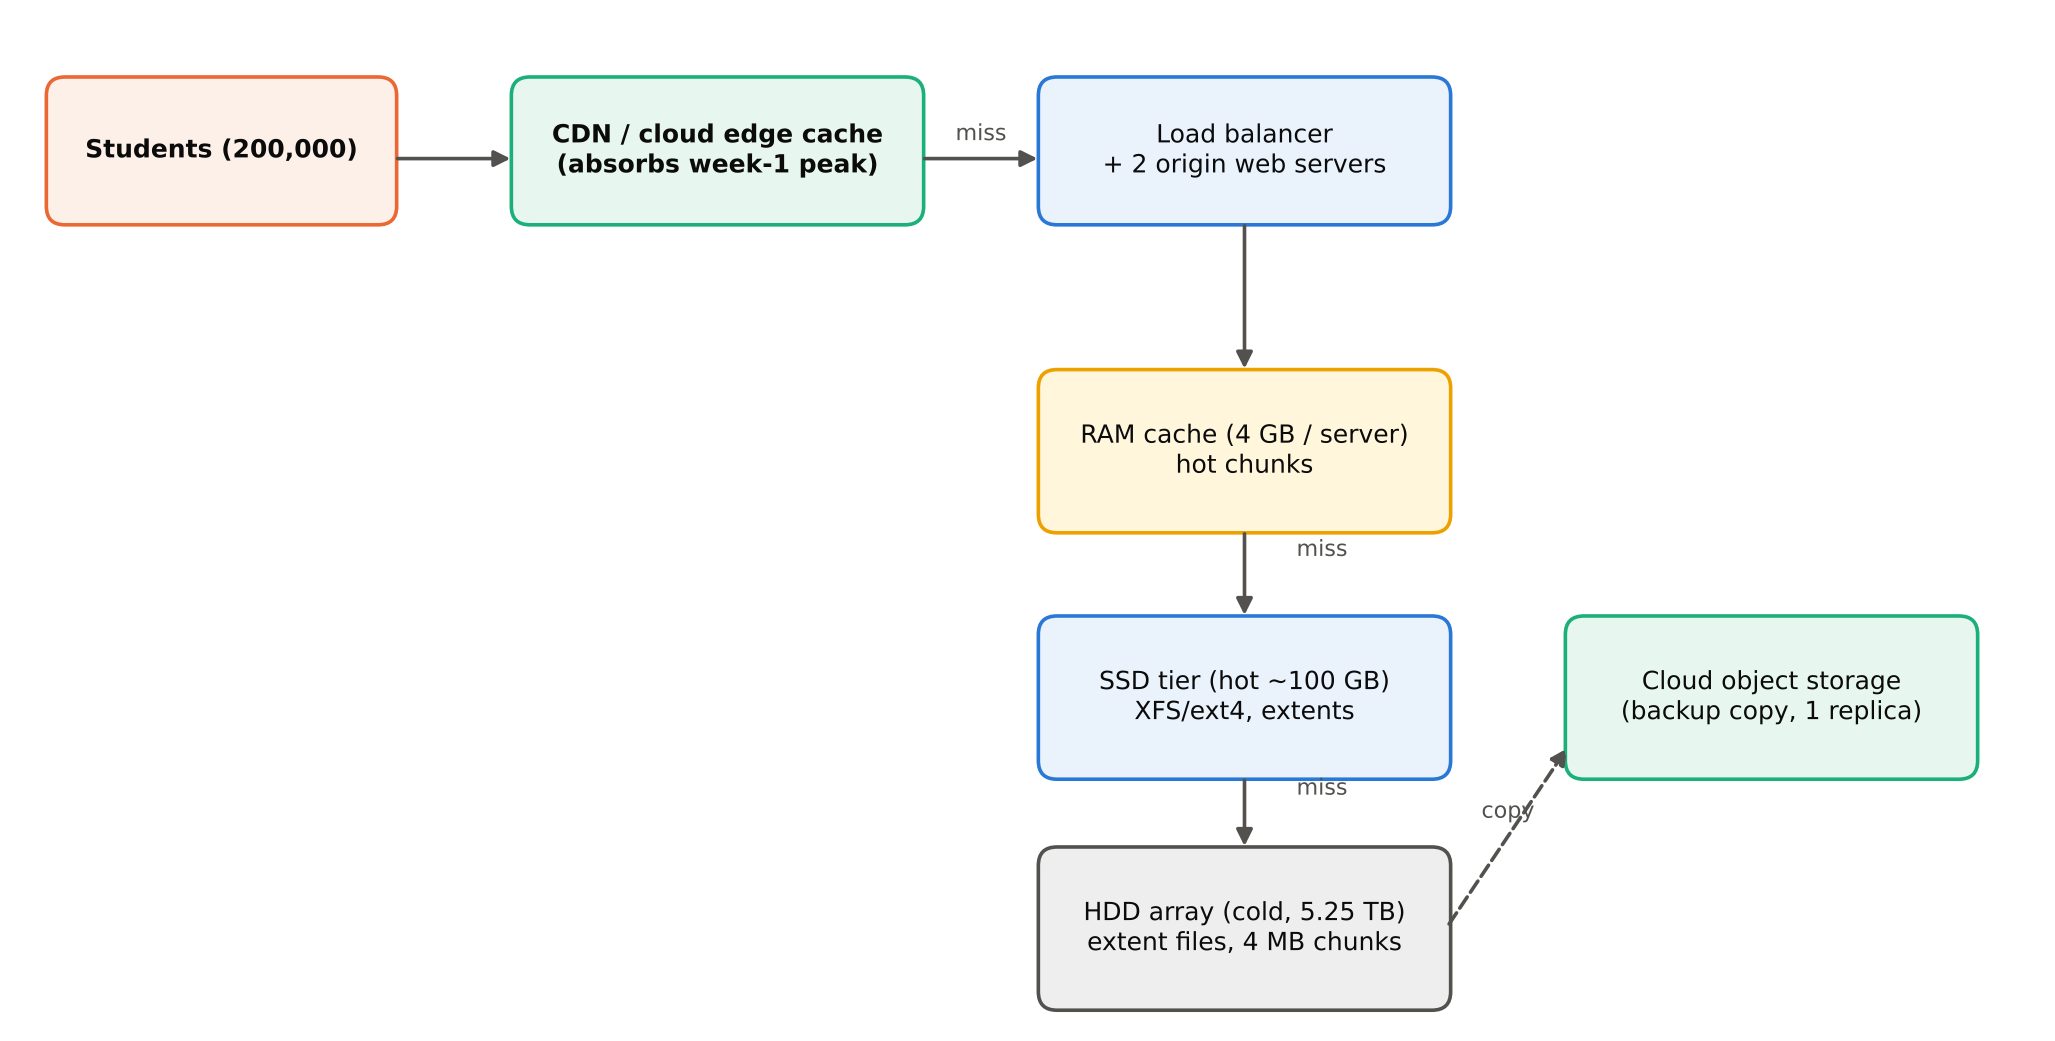 Students (200,000)
CDN / cloud edge cache
(absorbs week-1 peak)
miss
Load balancer
+ 2 origin web servers
RAM cache (4 GB / server)
hot chunks
miss
SSD tier (hot ~100 GB)
XFS/ext4, extents
Cloud object storage
(backup copy, 1 replica)
miss
copy
HDD array (cold, 5.25 TB)
extent files, 4 MB chunks